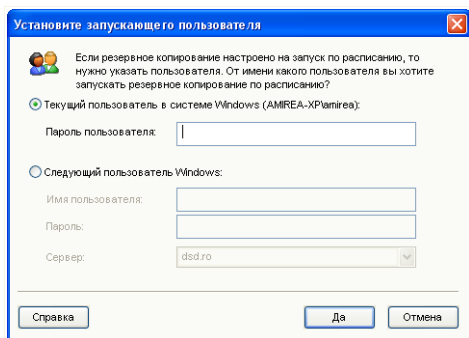 Установите запускающего пользователя
Если резервное копирование настроено на запуск по расписанию, то
нужно указать пользователя. От имени какого пользователя вы хотите
запускать резервное копирование по расписанию?
Текущий пользователь в системе Windows (AMIREA-XP\amirea):
Пароль пользователя:
Следующий пользователь Windows:
Имя пользователя:
Пароль:
Сервер:
dsd.ro
Справка
Да
Отмена